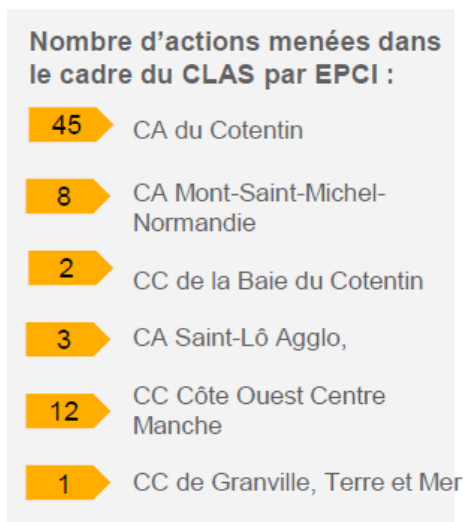 Nombre d’actions menées dans
le cadre du CLAS par EPCI :
45 CA du Cotentin
8 CA Mont-Saint-Michel-
Normandie
2 CC de la Baie du Cotentin
3 CA Saint-Lô Agglo,
12 CC Côte Ouest Centre
Manche
1 CC de Granville, Terre et Mer